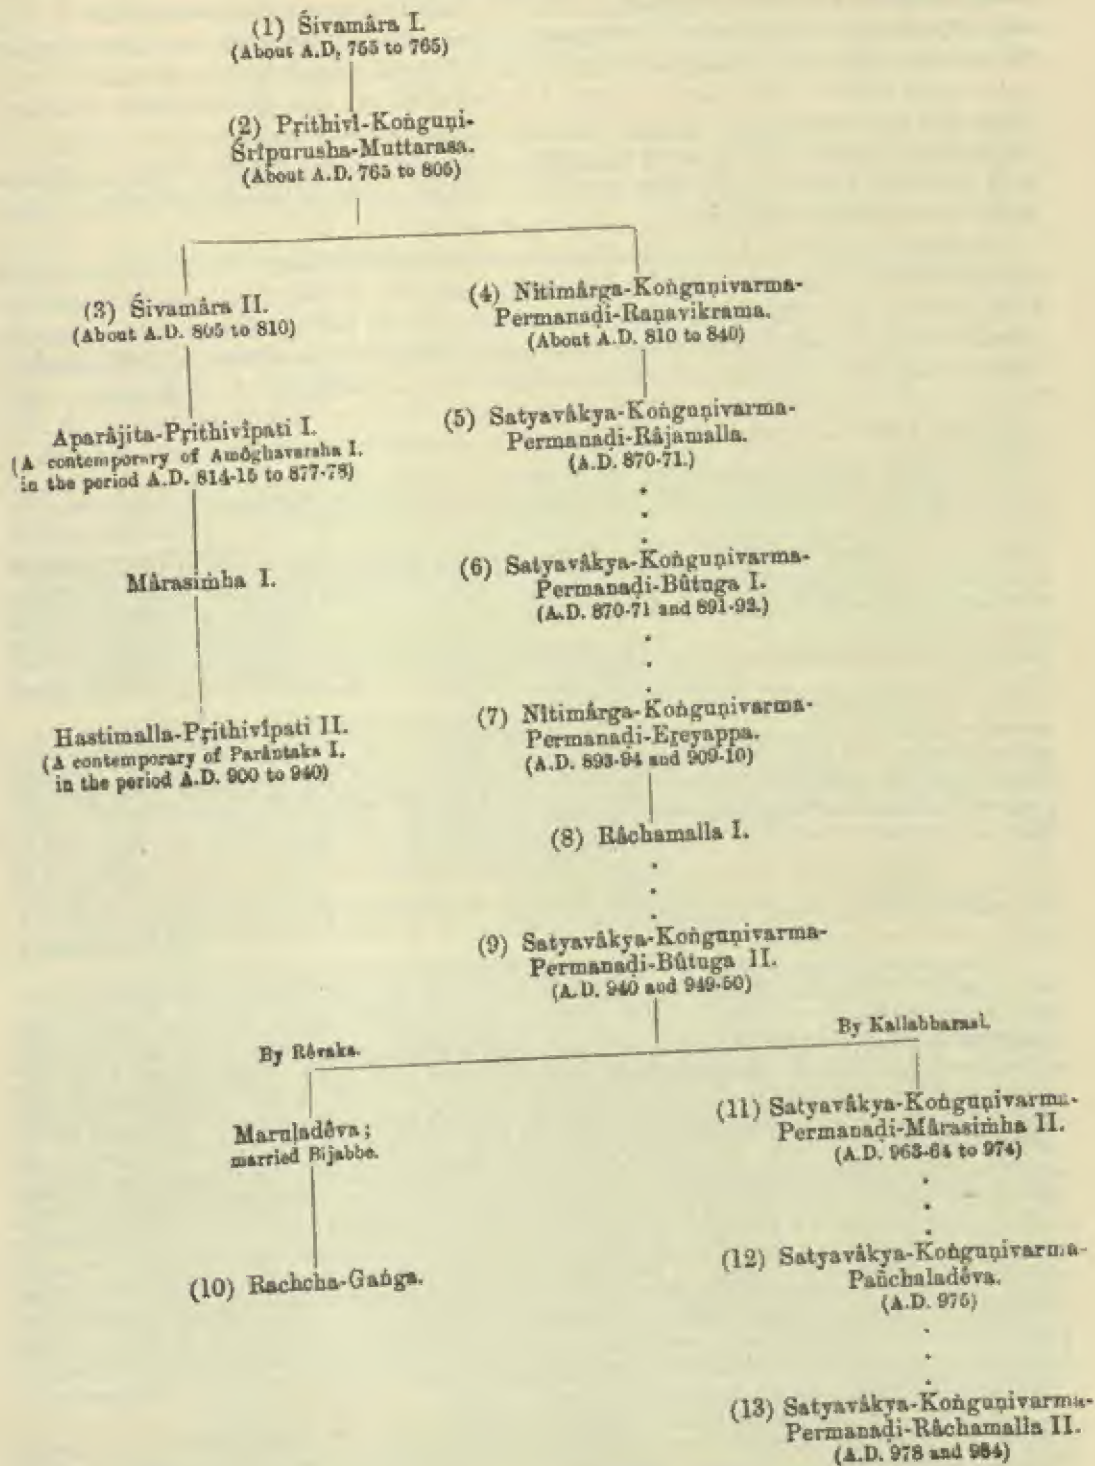 (1) Śivamâra I.
(About A.D. 755 to 765)
(2) Pṛithivî-Koṅguṇi-
Śrîpurusha-Muttarasa.
(About A.D. 765 to 805)
(3) Śivamâra II.
(About A.D. 805 to 810)
Aparâjita-Pṛithivîpati I.
(A contemporary of Amôghavarsha I.
in the period A.D. 814-15 to 877-78)
Mârasiṁha I.
Hastimalla-Pṛithivîpati II.
(A contemporary of Parântaka I.
in the period A.D. 900 to 940)
(4) Nîtimârga-Koṅguṇivarma-
Permanaḍi-Raṇavikrama.
(About A.D. 810 to 840)
(5) Satyavâkya-Koṅguṇivarma-
Permanaḍi-Râjamalla.
(A.D. 870-71.)
(6) Satyavâkya-Koṅguṇivarma-
Permanaḍi-Bûtuga I.
(A.D. 870-71 and 891-92.)
(7) Nîtimârga-Koṅguṇivarma-
Permanaḍi-Eṛeyappa.
(A.D. 893-94 and 909-10)
(8) Râchamalla I.
(9) Satyavâkya-Koṅguṇivarma-
Permanaḍi-Bûtuga II.
(A.D. 940 and 949-50)
By Rêvaka.
By Kallabbarasi.
Maruḷadêva;
married Bijabbe.
(10) Rachcha-Gaṅga.
(11) Satyavâkya-Koṅguṇivarma-
Permanaḍi-Mârasiṁha II.
(A.D. 963-64 to 974)
(12) Satyavâkya-Koṅguṇivarma-
Pañchaladêva.
(A.D. 975)
(13) Satyavâkya-Koṅguṇivarma-
Permanaḍi-Râchamalla II.
(A.D. 978 and 984)